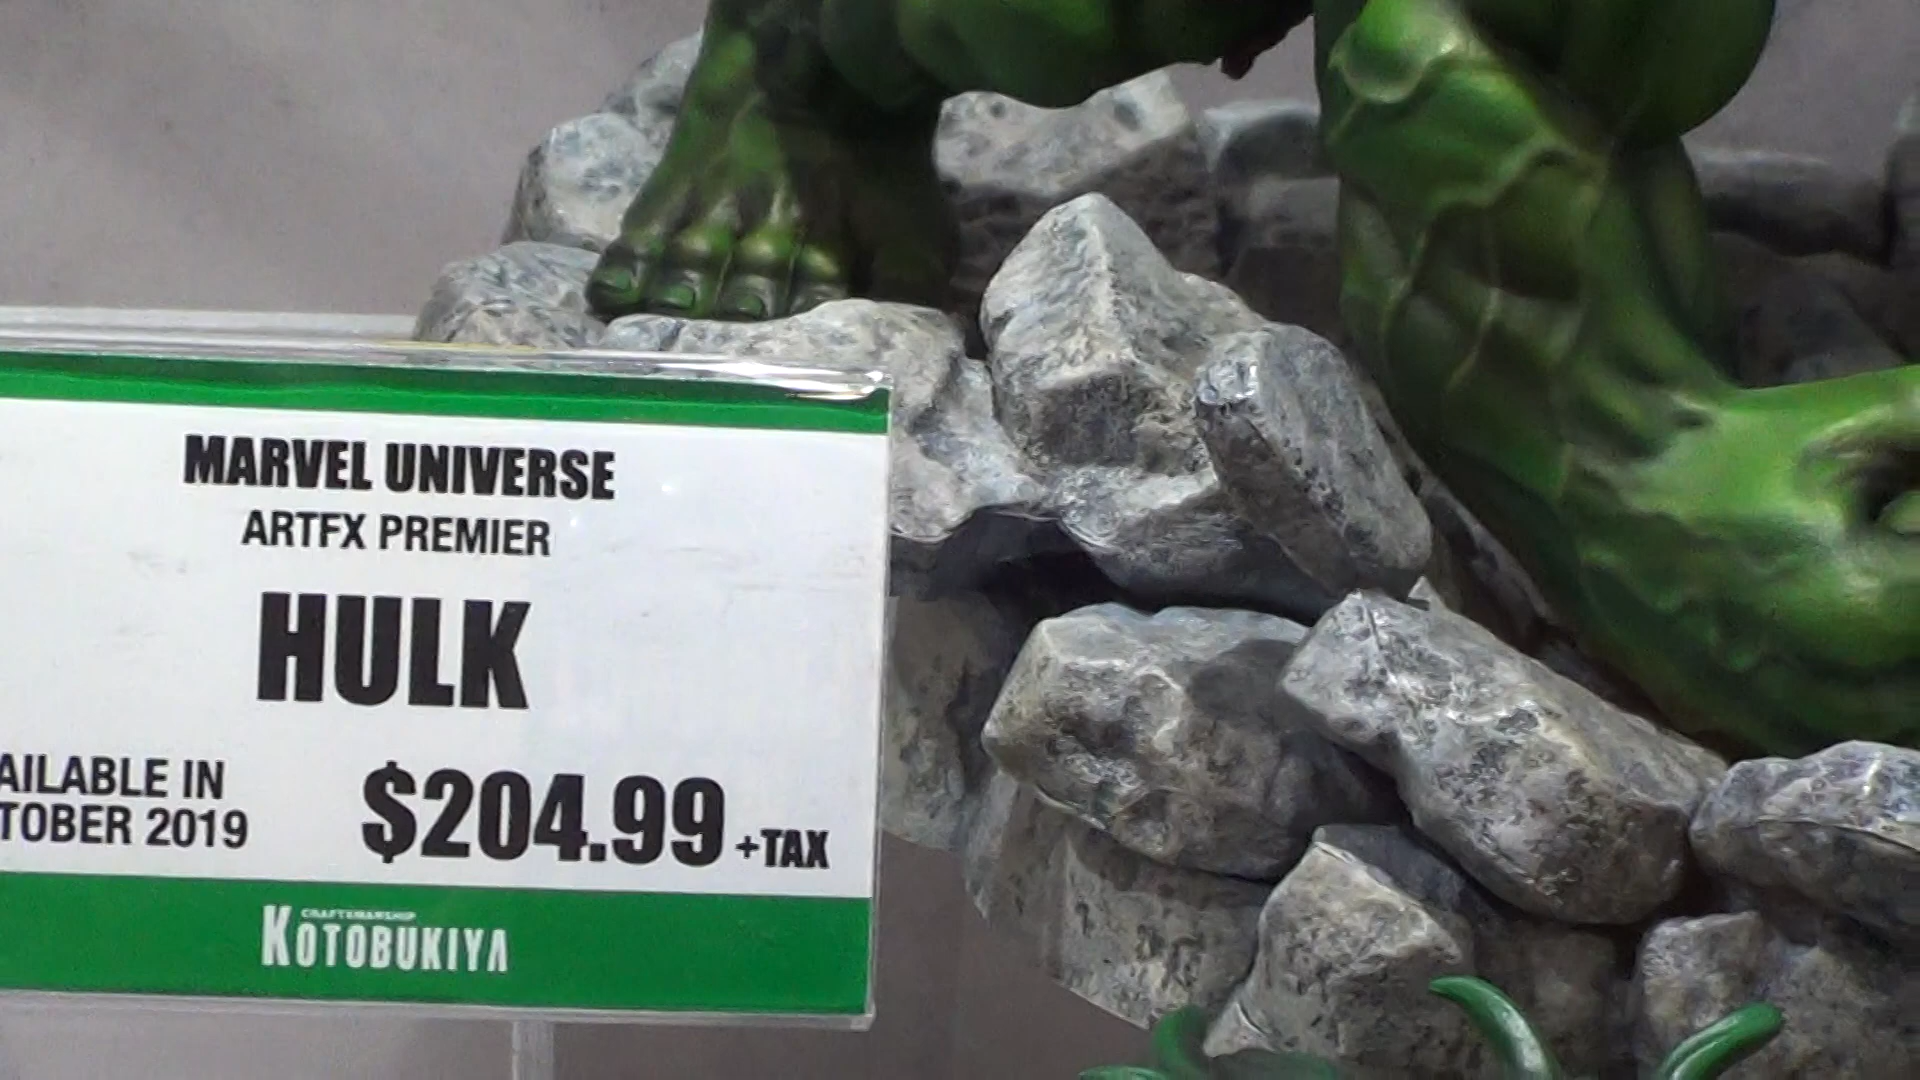 MARVEL UNIVERSE
ARTFX PREMIER
HULK
AILABLE IN
TOBER 2019
$204.99 +TAX
CRAFTSMANSHIP
KOTOBUKIYA